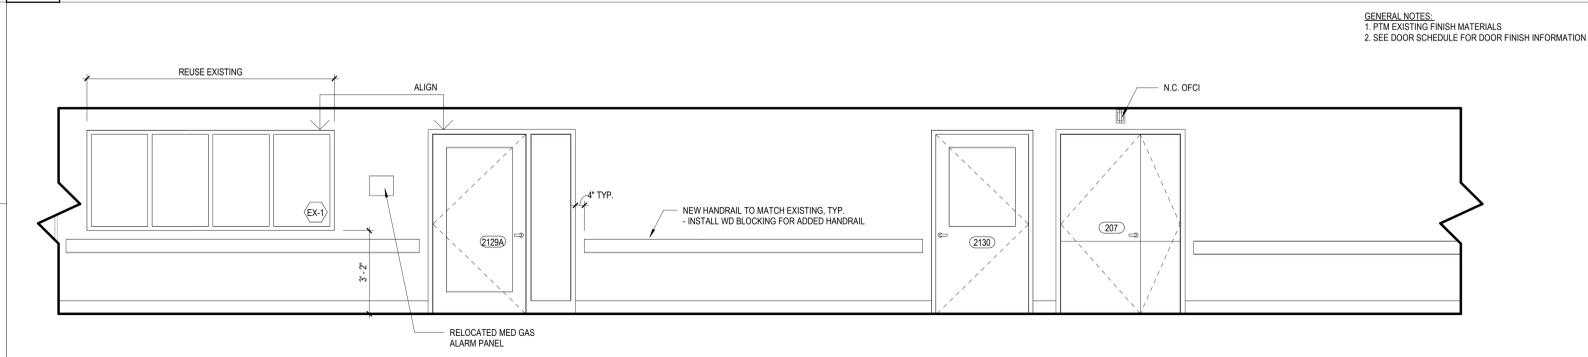 GENERAL NOTES:
1. PTM EXISTING FINISH MATERIALS
2. SEE DOOR SCHEDULE FOR DOOR FINISH INFORMATION
REUSE EXISTING
ALIGN
N.C. OFCI
4" TYP.
EX-1
NEW HANDRAIL TO MATCH EXISTING, TYP.
- INSTALL WD BLOCKING FOR ADDED HANDRAIL
207
2129A
2130
3' - 2"
RELOCATED MED GAS
ALARM PANEL